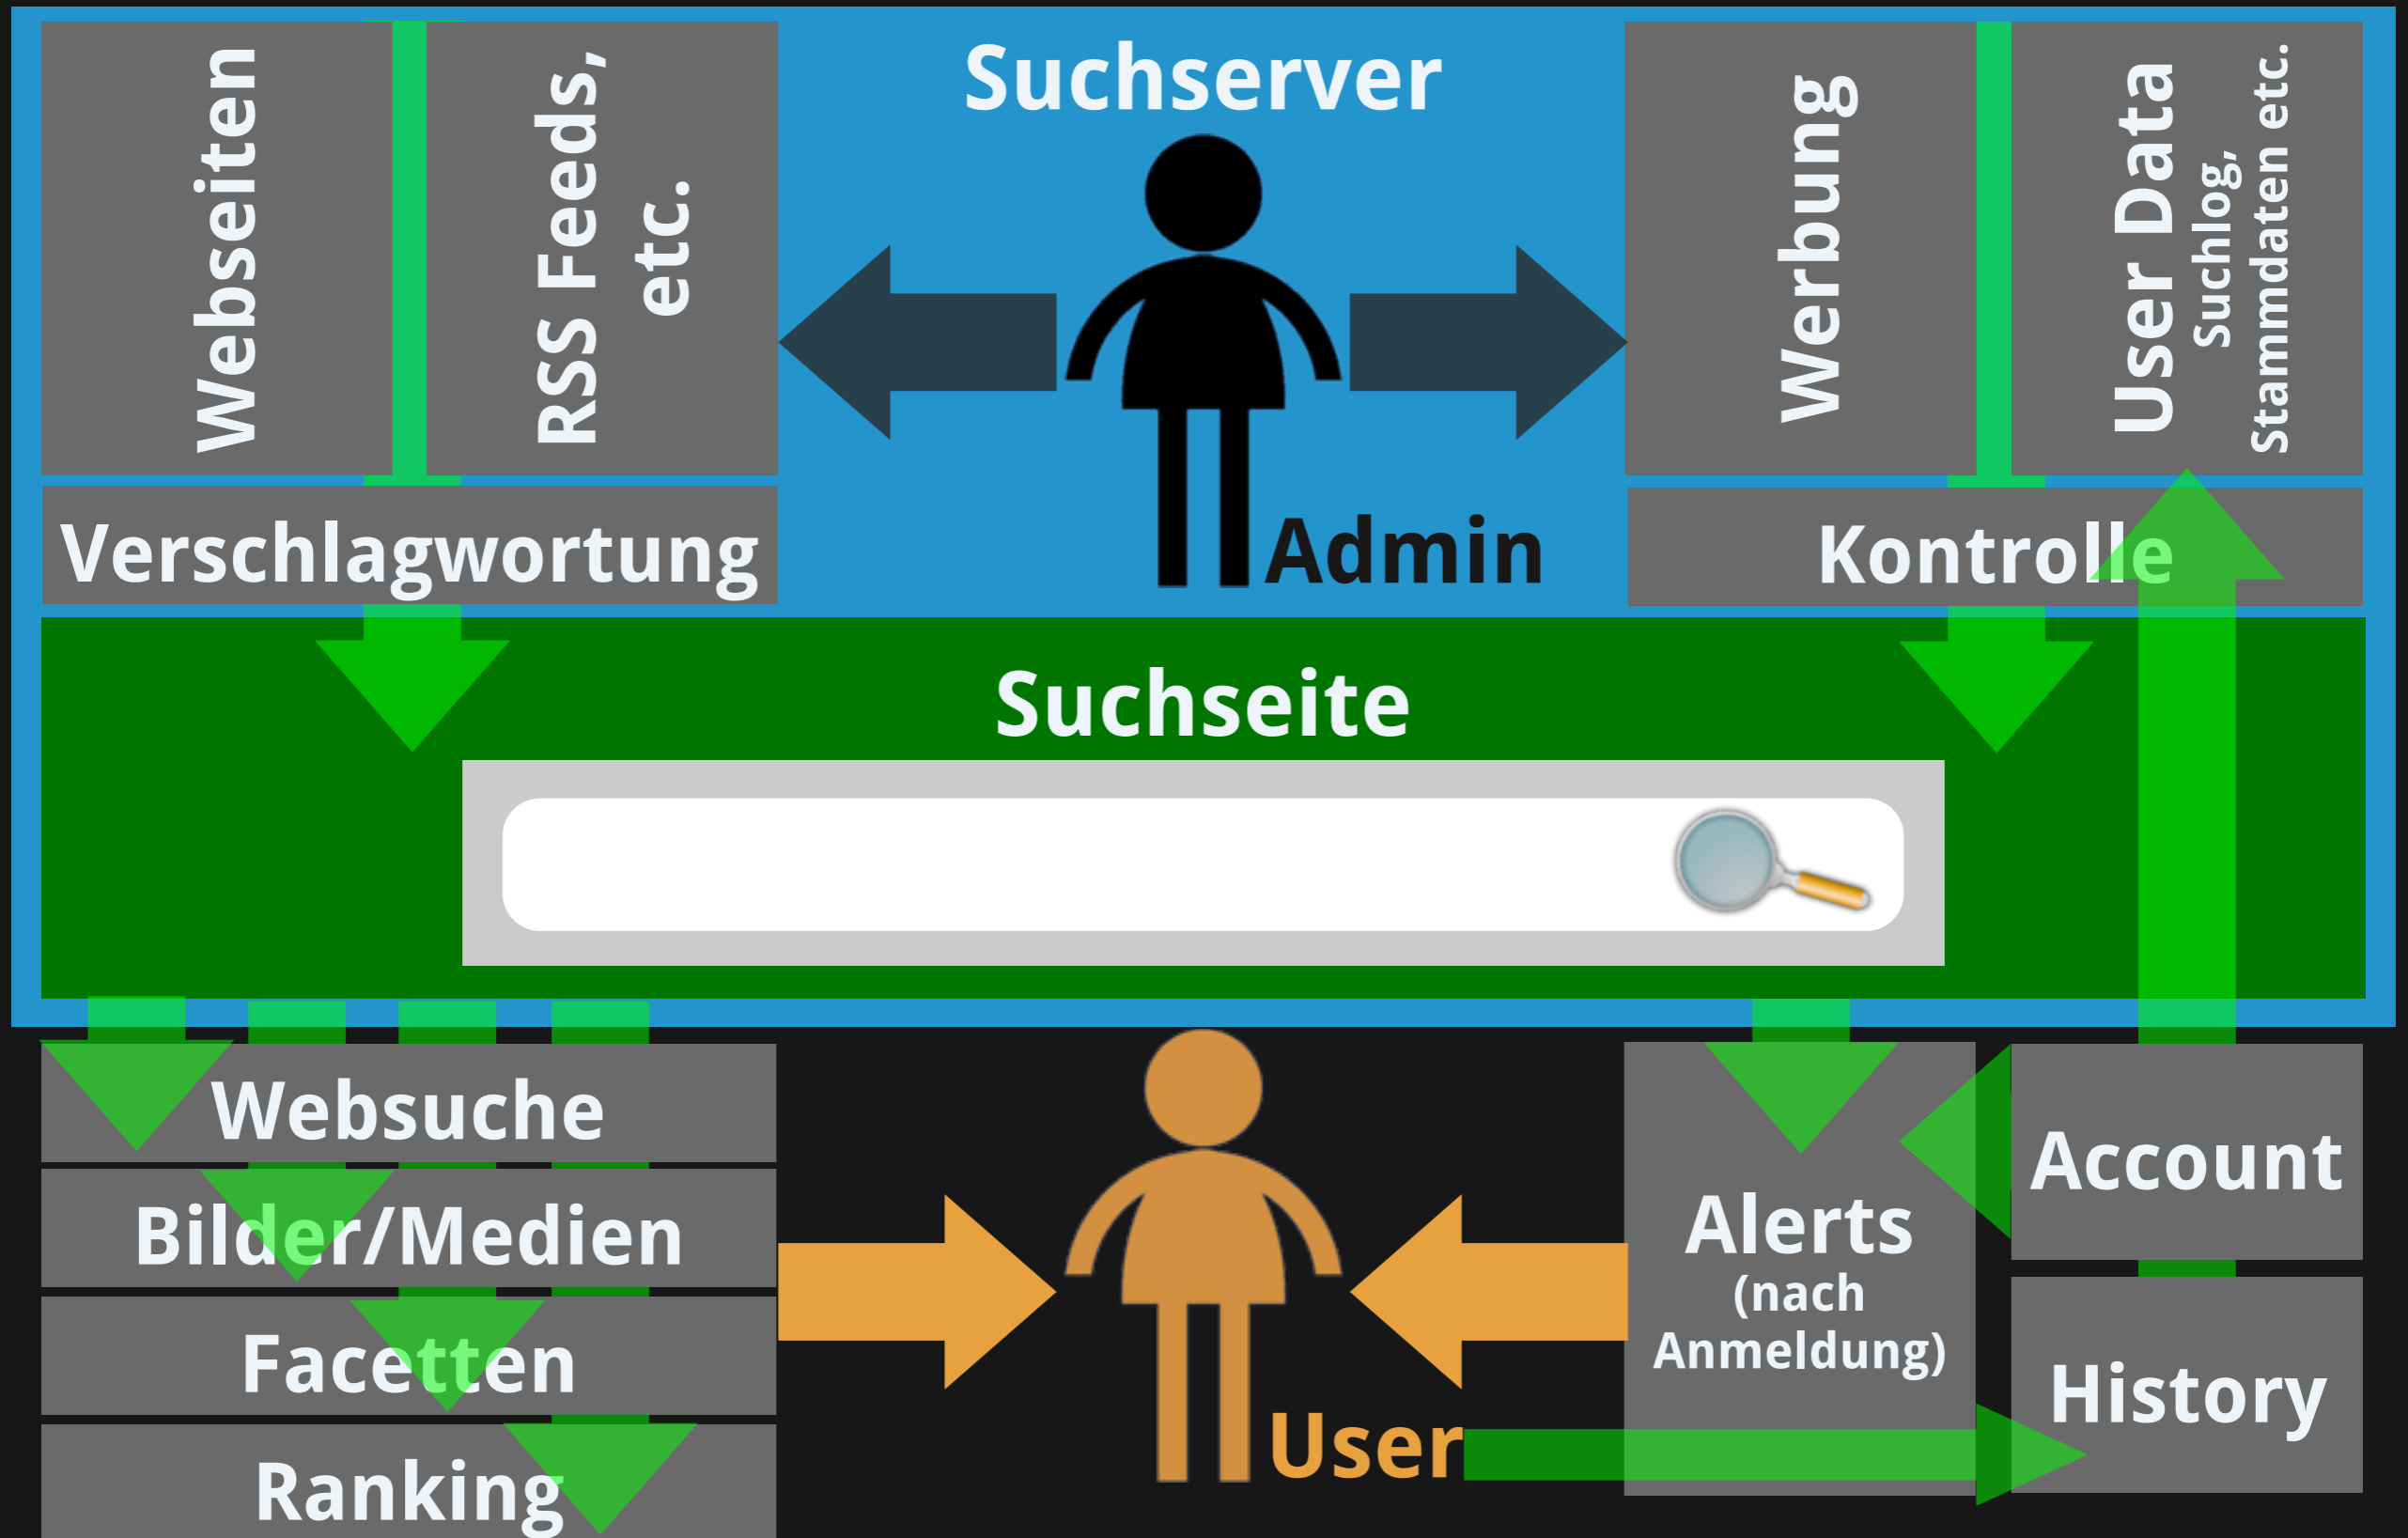 Webseiten
RSS Feeds,
etc.
Suchserver
Werbung
User Data
Suchlog,
Stammdaten etc.
Verschlagwortung
Admin
Kontrolle
Suchseite
Websuche
Bilder/Medien
Facetten
Ranking
User
Alerts
(nach
Anmeldung)
Account
History